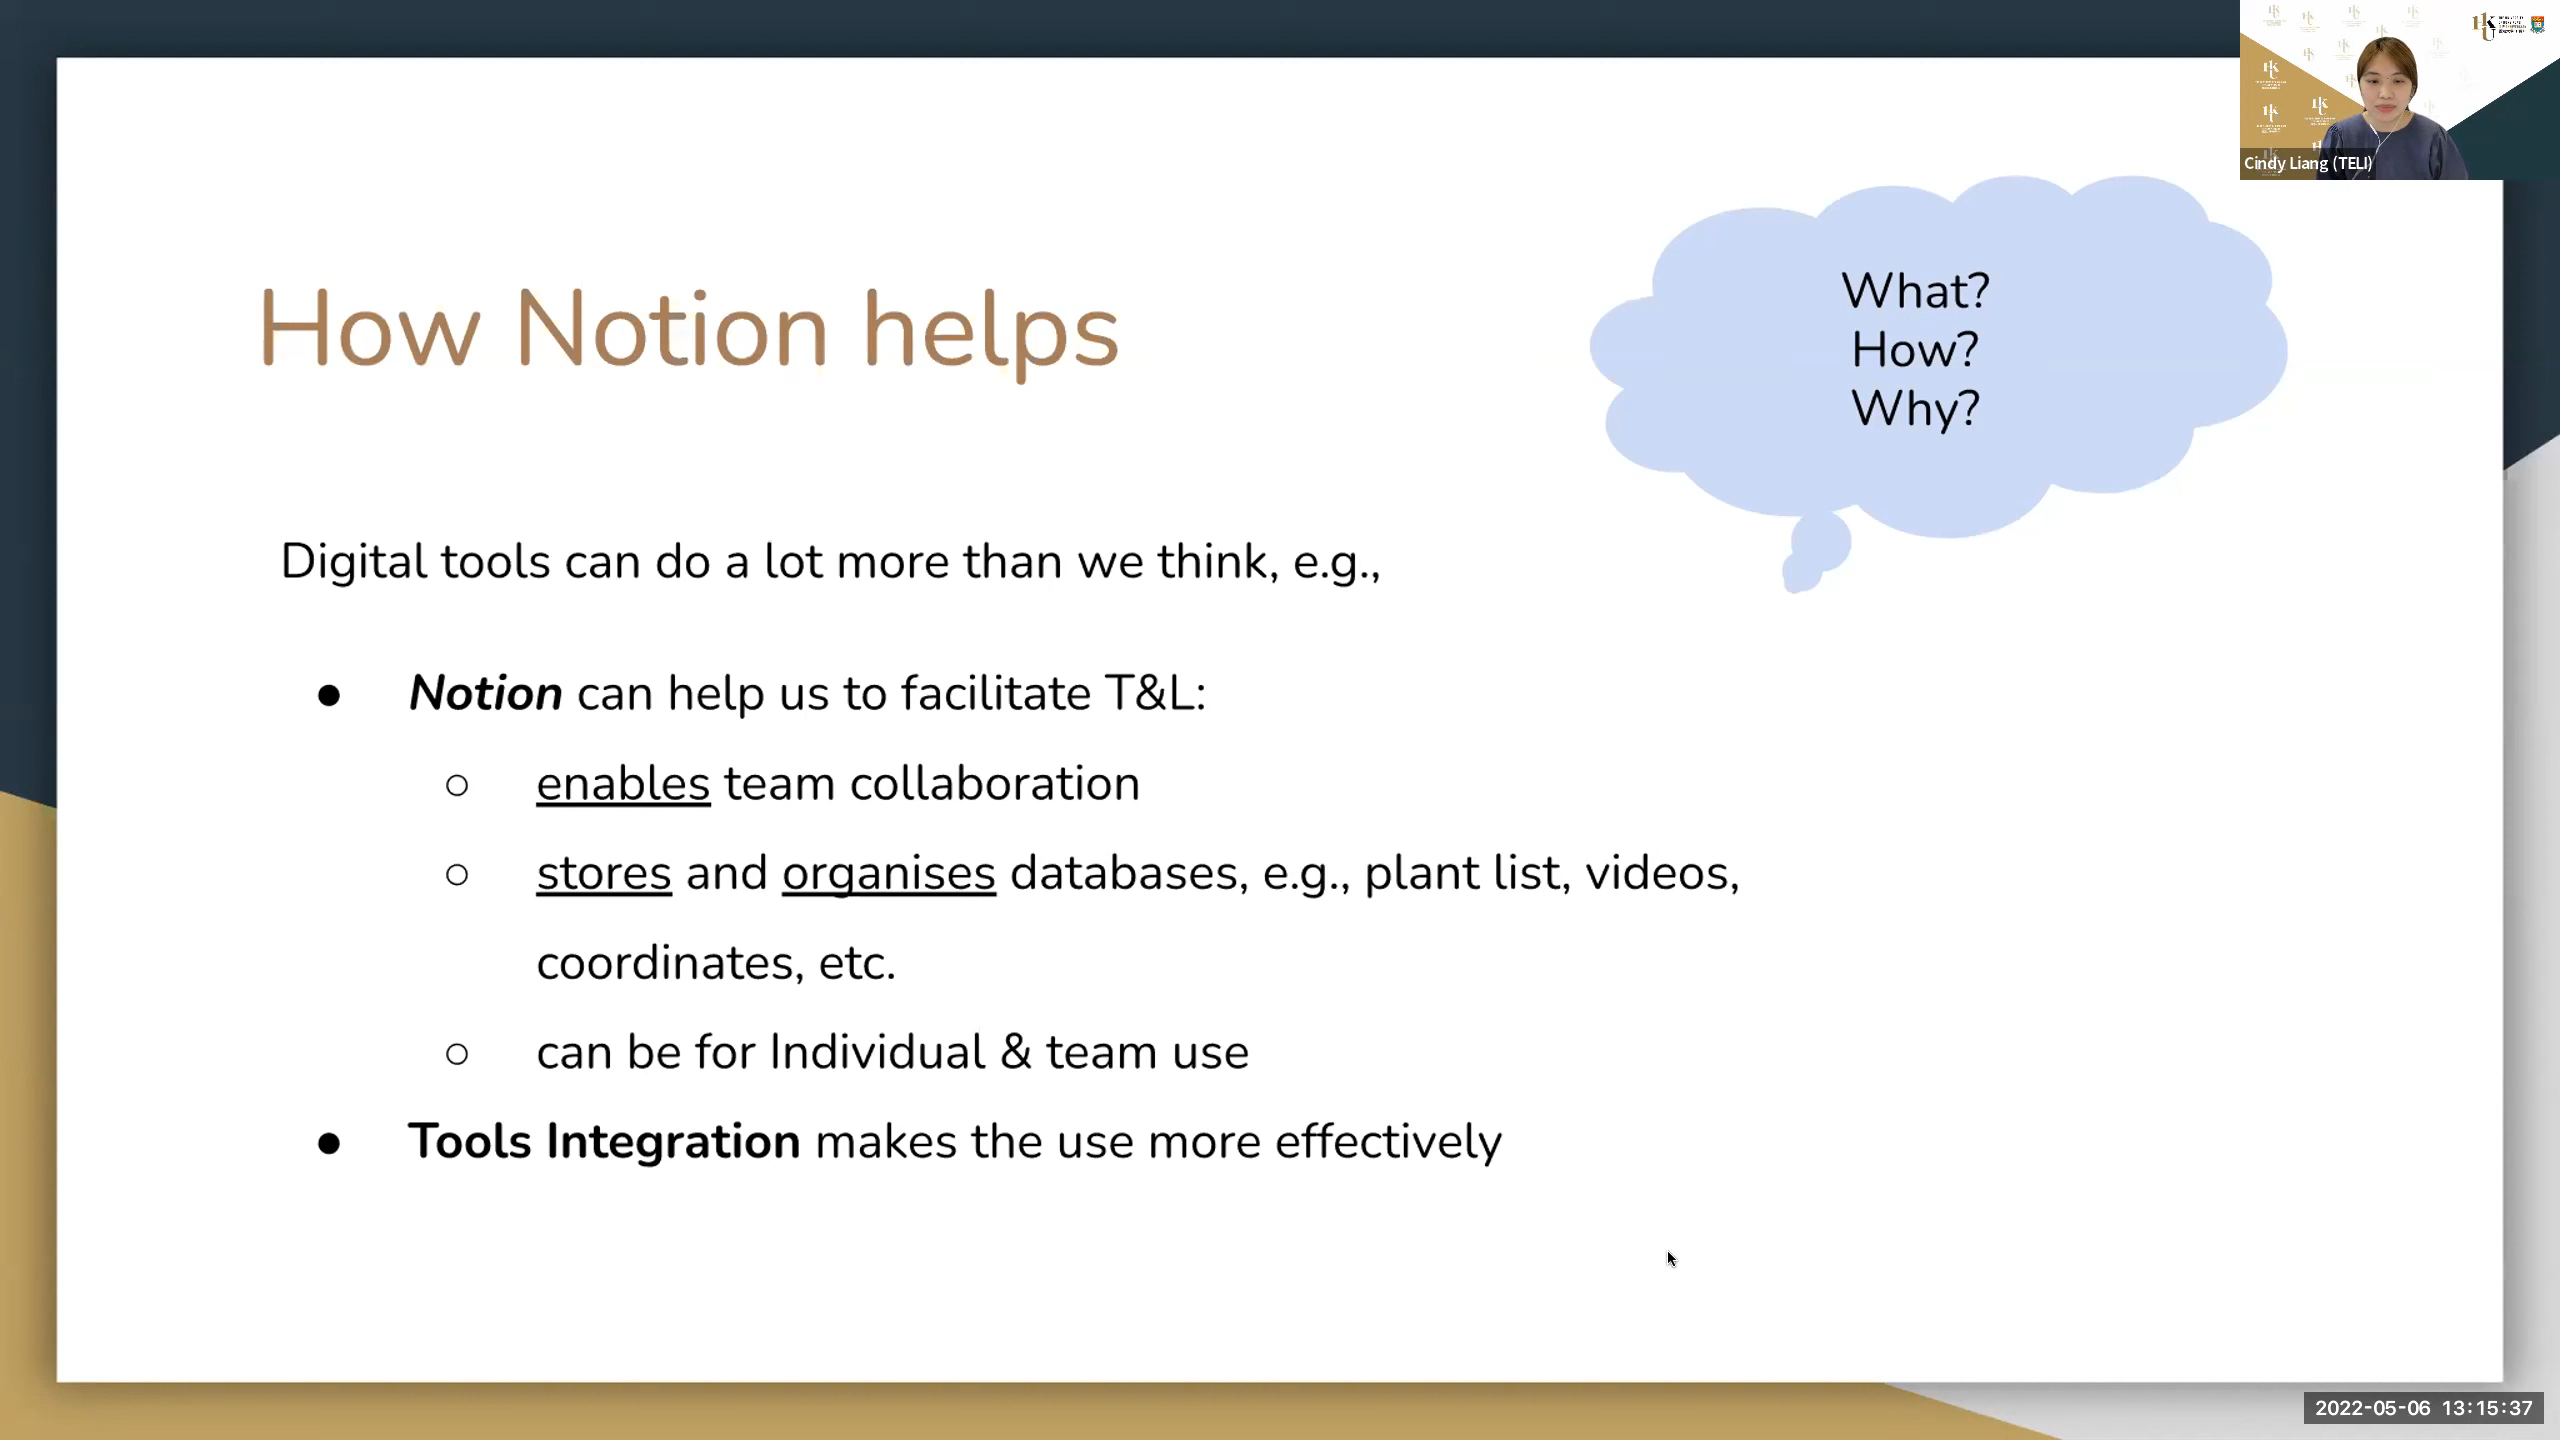 Cindy Liang (TELI)
What?
How?
Why?
How Notion helps
Digital tools can do a lot more than we think, e.g.,
● Notion can help us to facilitate T&L:
○ enables team collaboration
○ stores and organises databases, e.g., plant list, videos,
coordinates, etc.
○ can be for Individual & team use
● Tools Integration makes the use more effectively
2022-05-06 13:15:37